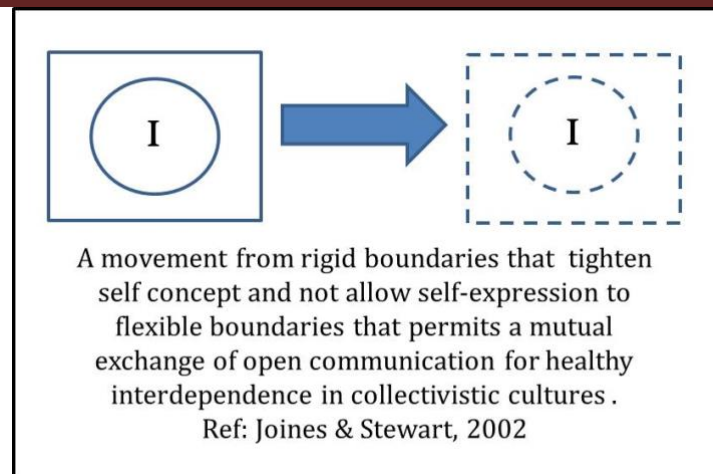 I
I
A movement from rigid boundaries that tighten
self concept and not allow self-expression to
flexible boundaries that permits a mutual
exchange of open communication for healthy
interdependence in collectivistic cultures .
Ref: Joines & Stewart, 2002